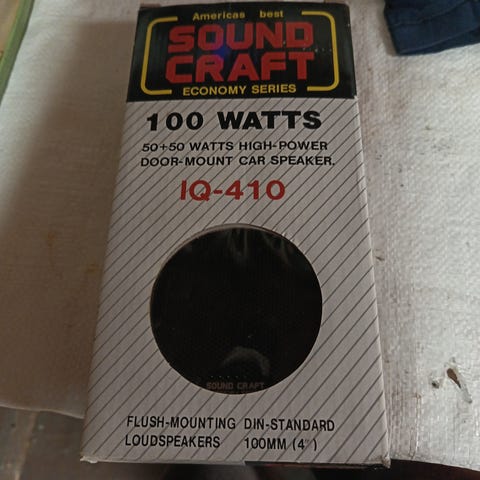 Americas best
SOUND
CRAFT
ECONOMY SERIES
100 WATTS
50+50 WATTS HIGH-POWER
DOOR-MOUNT CAR SPEAKER.
IQ-410
SOUND CRAFT
FLUSH-MOUNTING DIN-STANDARD
LOUDSPEAKERS 100MM (4")